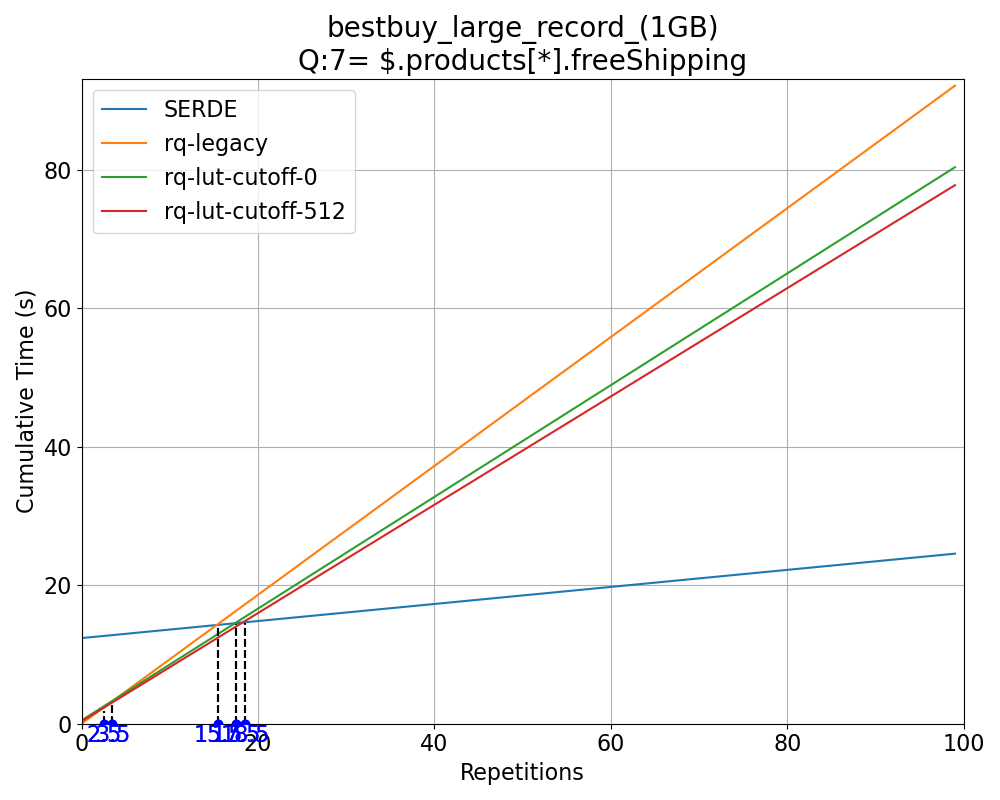 bestbuy_large_record_(1GB)
Q:7= $.products[*].freeShipping
SERDE
rq-legacy
rq-lut-cutoff-0
rq-lut-cutoff-512
Cumulative Time (s)
80
60
40
20
0
0
20
40
60
80
100
Repetitions